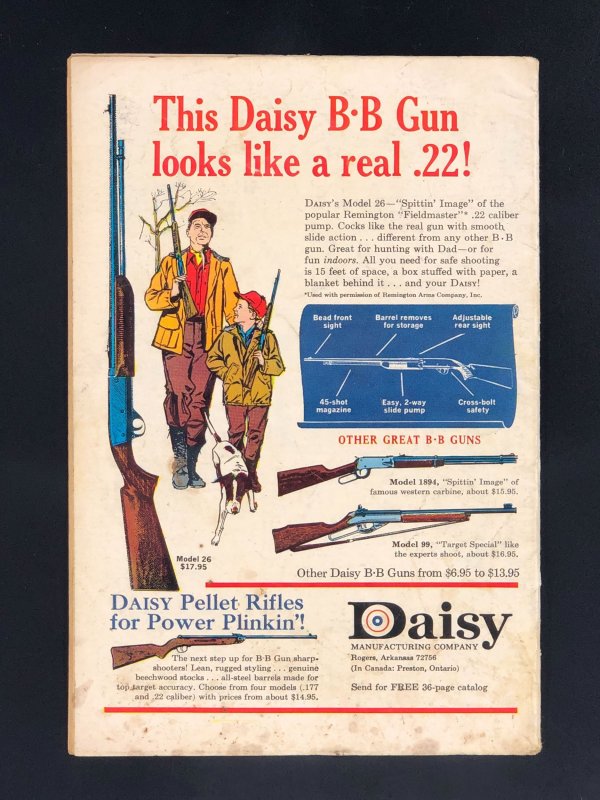 This Daisy B·B Gun
looks like a real .22!
DAISY's Model 26—"Spittin' Image" of the
popular Remington "Fieldmaster"* .22 caliber
pump. Cocks like the real gun with smooth
slide action . . . different from any other B·B
gun. Great for hunting with Dad—or for
fun indoors. All you need for safe shooting
is 15 feet of space, a box stuffed with paper, a
blanket behind it . . . and your DAISY!
*Used with permission of Remington Arms Company, Inc.
Bead front
sight
Barrel removes
for storage
Adjustable
rear sight
45-shot
magazine
Easy, 2-way
slide pump
Cross-bolt
safety
OTHER GREAT B·B GUNS
Model 1894, "Spittin' Image" of
famous western carbine, about $15.95.
Model 99, "Target Special" like
the experts shoot, about $16.95.
Other Daisy B·B Guns from $6.95 to $13.95
Model 26
$17.95
DAISY Pellet Rifles
for Power Plinkin'!
The next step up for B·B Gun sharp-
shooters! Lean, rugged styling . . . genuine
beechwood stocks . . . all-steel barrels made for
top target accuracy. Choose from four models (.177
and .22 caliber) with prices from about $14.95.
Daisy
MANUFACTURING COMPANY
Rogers, Arkansas 72756
(In Canada: Preston, Ontario)
Send for FREE 36-page catalog